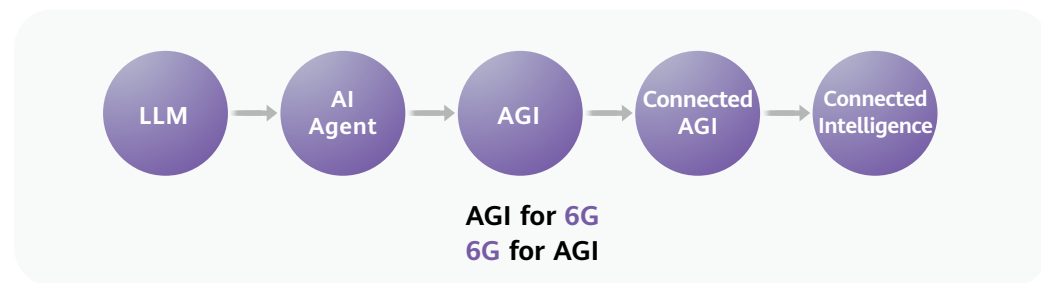 LLM
AI
Agent
AGI
Connected
AGI
Connected
Intelligence
AGI for 6G
6G for AGI